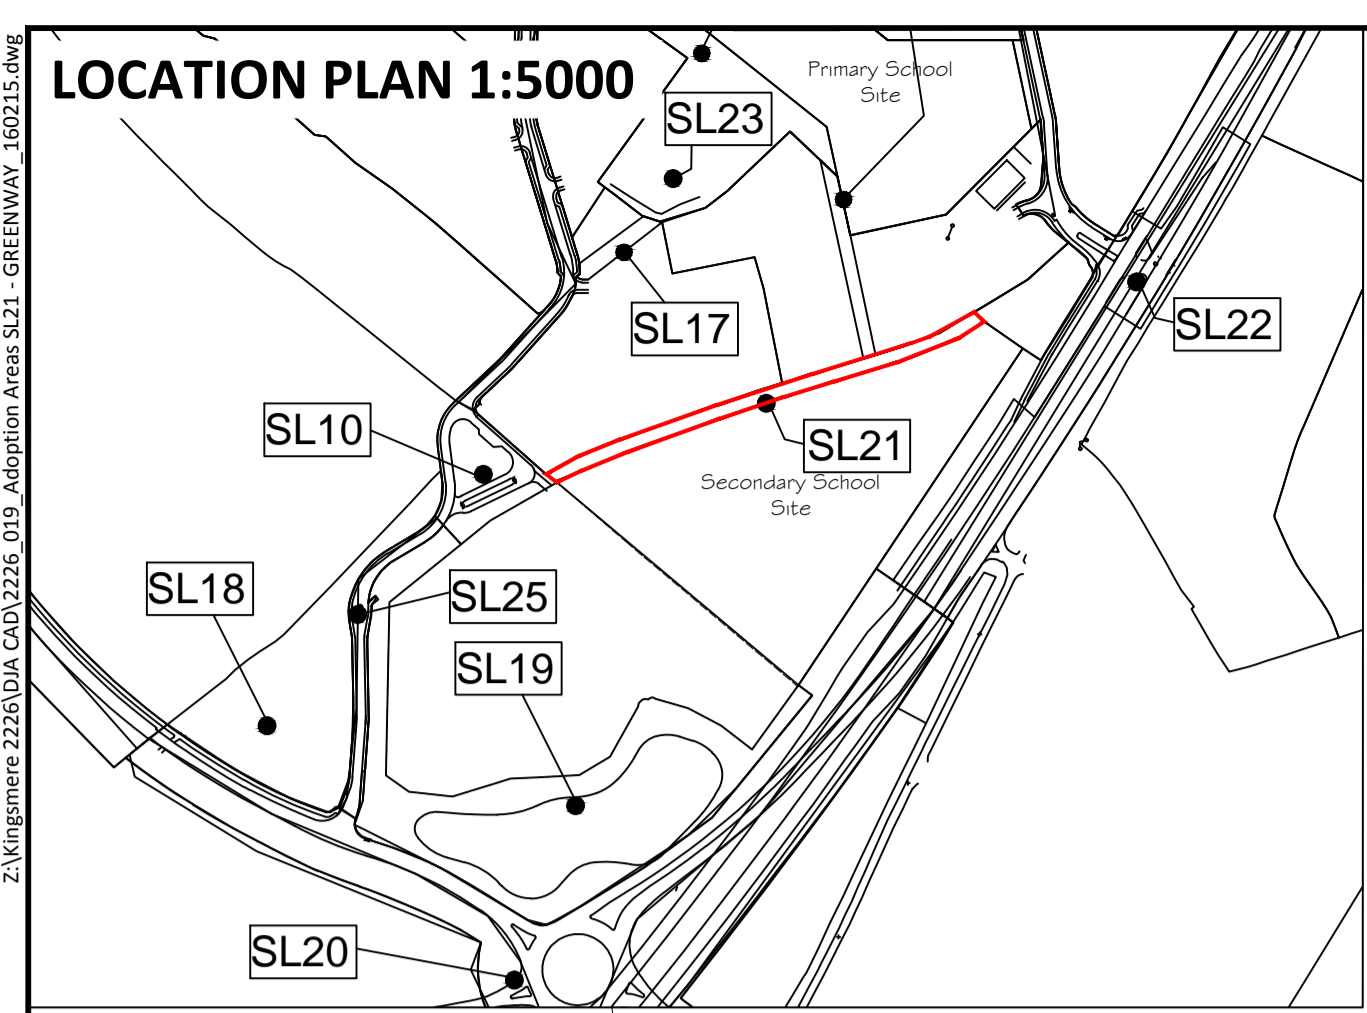 Z:\Kingsmere 2226\DJA CAD\2226_019_Adoption Areas SL21 - GREENWAY_160215.dwg
LOCATION PLAN 1:5000
Primary School
Site
SL23
SL17
SL22
SL10
SL21
Secondary School
Site
SL18
SL25
SL19
SL20